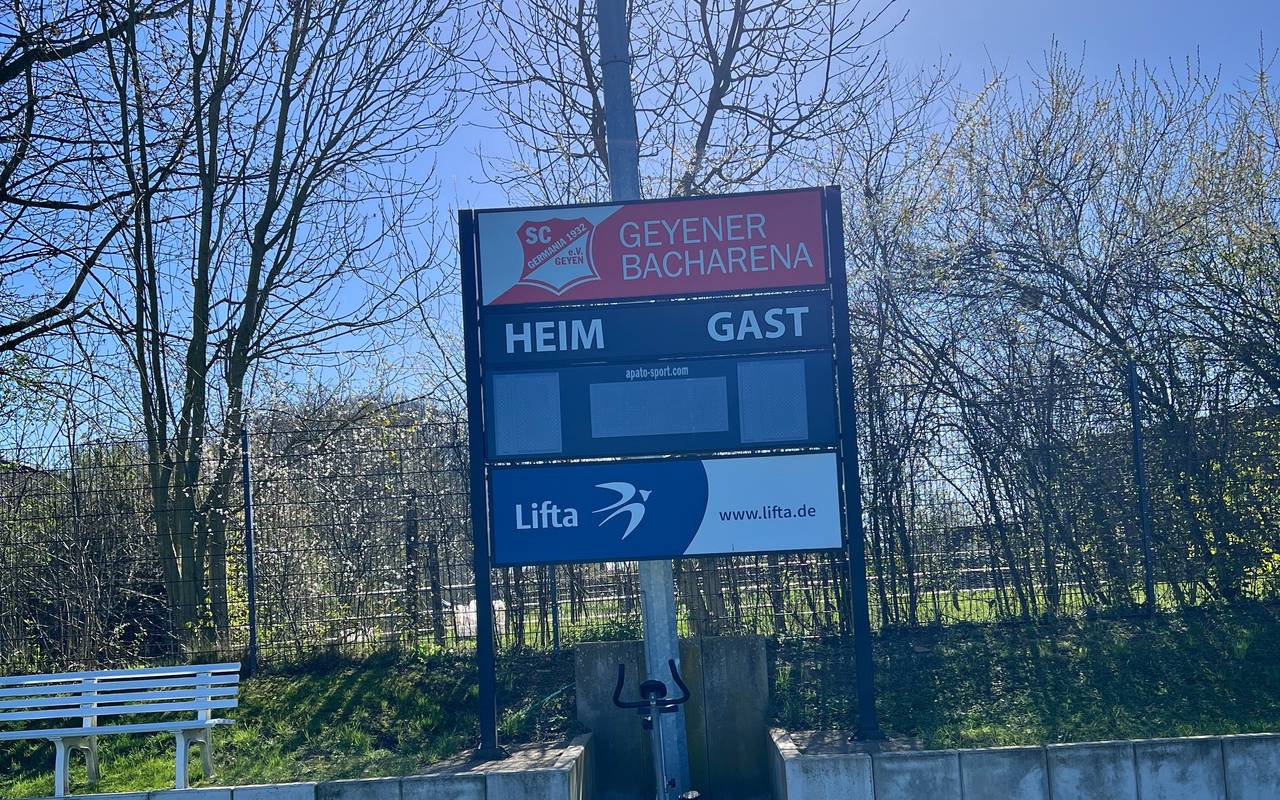 SC
GERMANIA 1932
e.V.
GEYEN
GEYENER
BACHARENA
HEIM GAST
apato-sport.com
Lifta
www.lifta.de